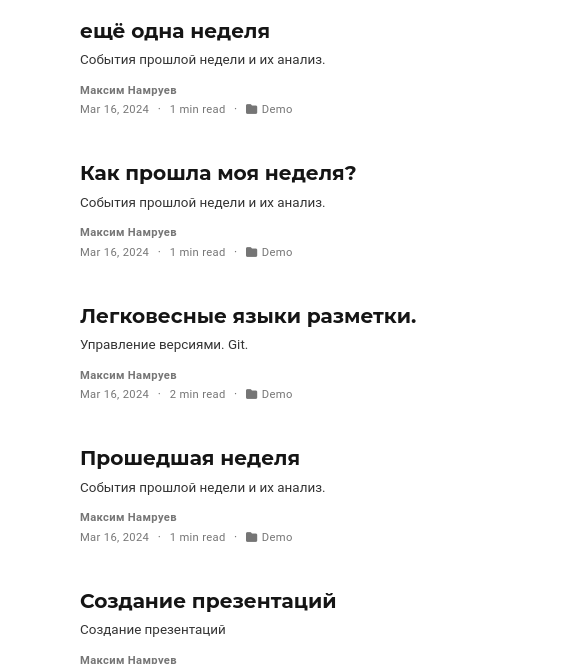 ещё одна неделя
События прошлой недели и их анализ.
Максим Намруев
Mar 16, 2024 · 1 min read · Demo
Как прошла моя неделя?
События прошлой недели и их анализ.
Максим Намруев
Mar 16, 2024 · 1 min read · Demo
Легковесные языки разметки.
Управление версиями. Git.
Максим Намруев
Mar 16, 2024 · 2 min read · Demo
Прошедшая неделя
События прошлой недели и их анализ.
Максим Намруев
Mar 16, 2024 · 1 min read · Demo
Создание презентаций
Создание презентаций
Максим Намруев